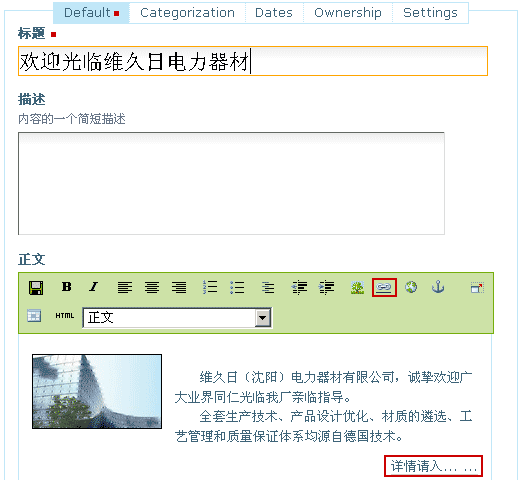 Default Categorization Dates Ownership Settings
标题
欢迎光临维久日电力器材
描述
内容的一个简短描述
正文
B I
HTML 正文
维久日（沈阳）电力器材有限公司，诚挚欢迎广
大业界同仁光临我厂亲临指导。
全套生产技术、产品设计优化、材质的遴选、工
艺管理和质量保证体系均源自德国技术。
详情请入... ...